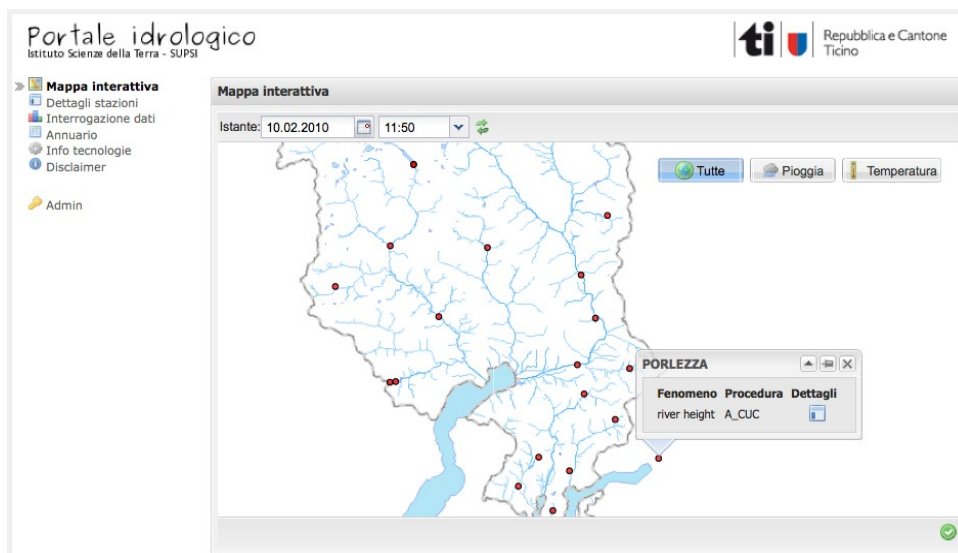 Portale idrologico
Istituto Scienze della Terra - SUPSI
ti
Repubblica e Cantone
Ticino
Mappa interattiva
Dettagli stazioni
Interrogazione dati
Annuario
Info tecnologie
Disclaimer
Admin
Mappa interattiva
Istante: 10.02.2010 11:50
Tutte Pioggia Temperatura
PORLEZZA
Fenomeno Procedura Dettagli
river height A_CUC